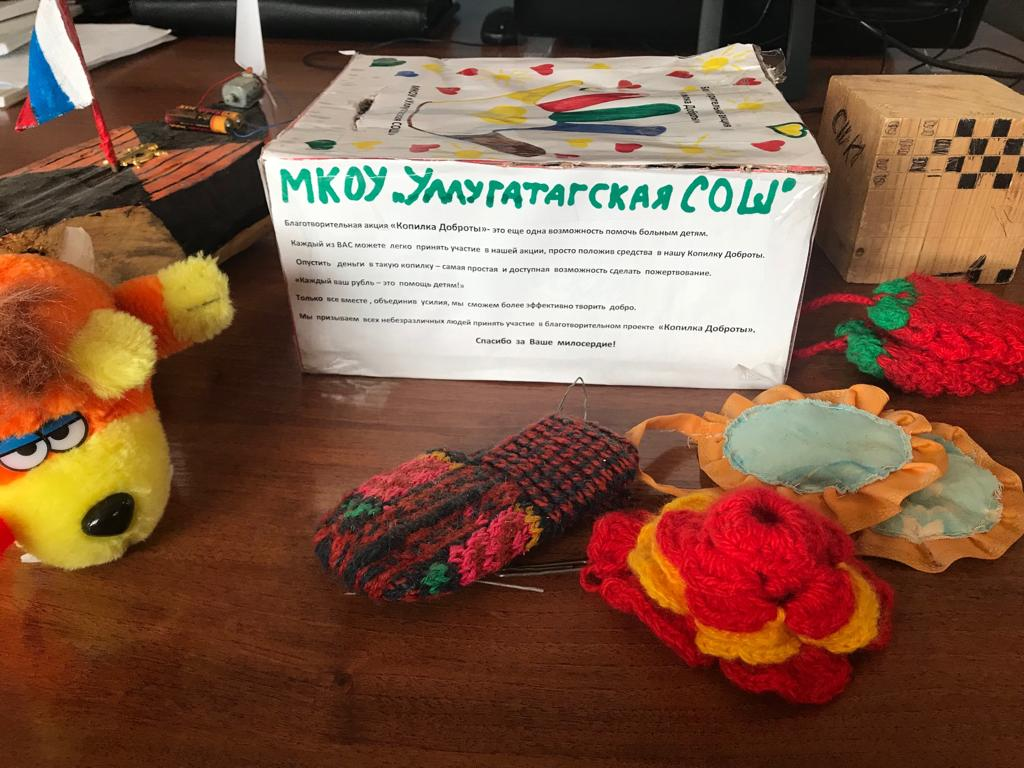 МКОУ „УЛЛУГАТАГСКАЯ СОШ"
Благотворительная акция «Копилка Доброты»- это еще одна возможность помочь больным детям.
Каждый из ВАС можете легко принять участие в нашей акции, просто положив средства в нашу Копилку Доброты.
Опустить деньги в такую копилку – самая простая и доступная возможность сделать пожертвование.
«Каждый ваш рубль – это помощь детям!»
Только все вместе , объединив усилия, мы сможем более эффективно творить добро.
Мы призываем всех небезразличных людей принять участие в благотворительном проекте «Копилка Доброты».
Спасибо за Ваше милосердие!